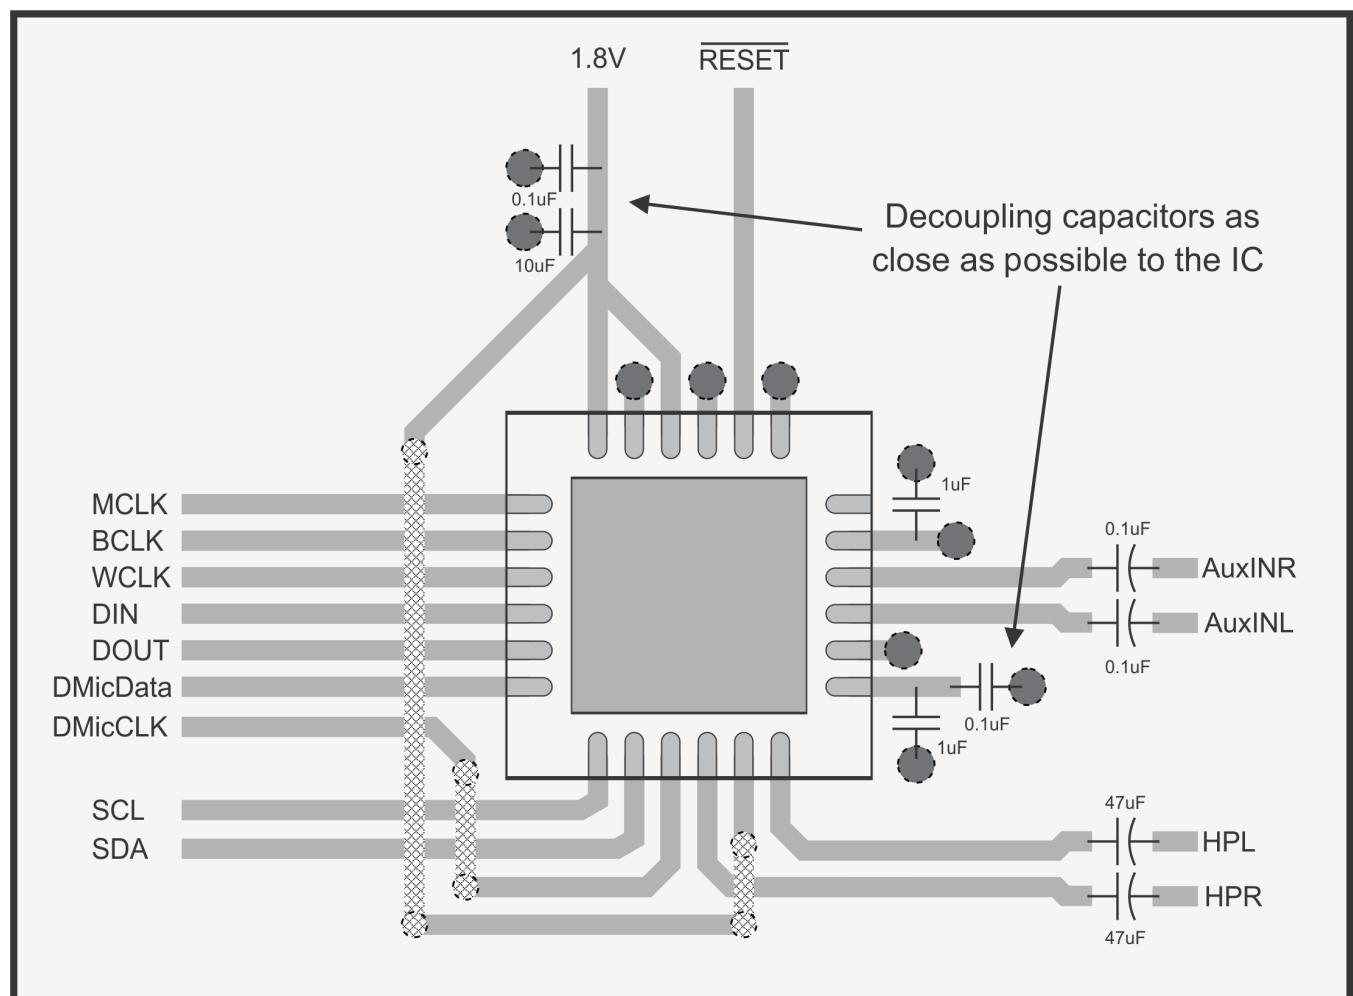 1.8V
RESET
0.1uF
10uF
Decoupling capacitors as
close as possible to the IC
MCLK
BCLK
WCLK
DIN
DOUT
DMicData
DMicCLK
SCL
SDA
1uF
0.1uF
AuxINR
AuxINL
0.1uF
0.1uF
1uF
47uF
HPL
HPR
47uF